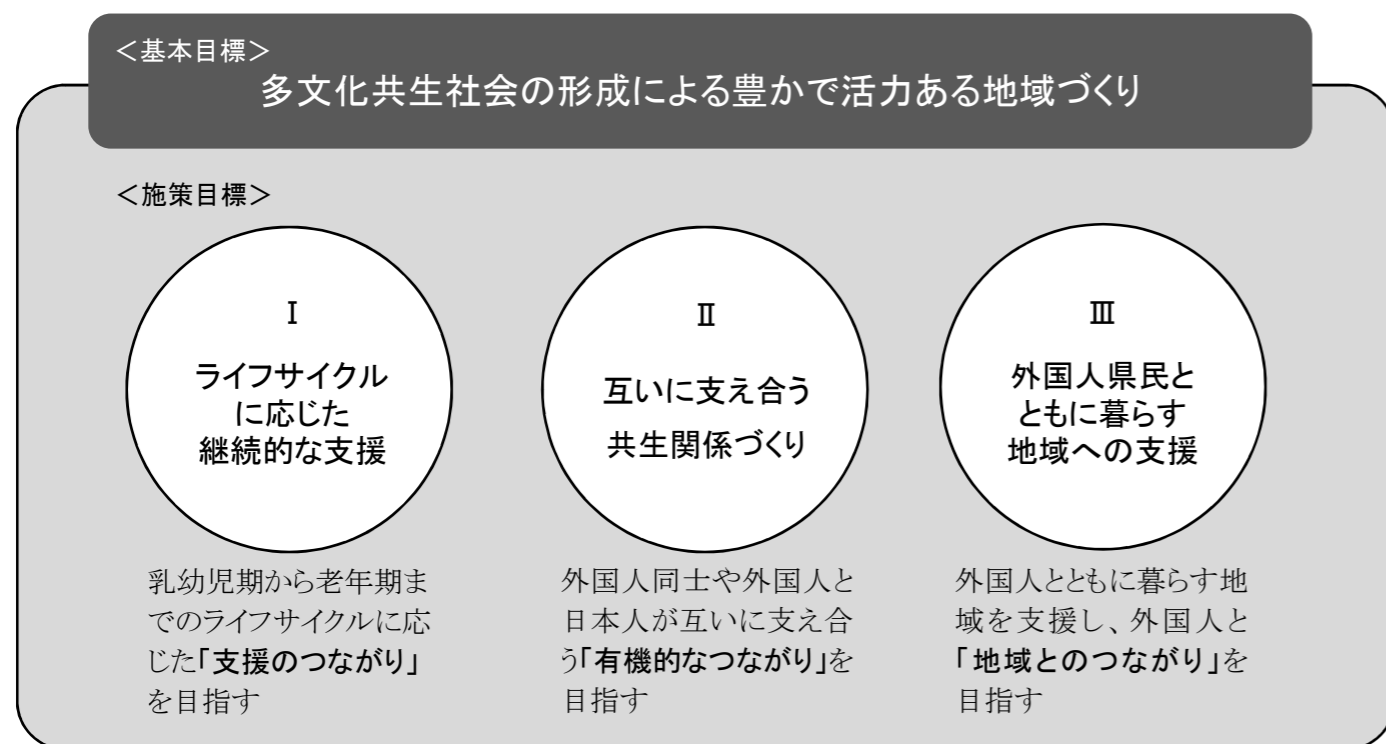 ＜基本目標＞
多文化共生社会の形成による豊かで活力ある地域づくり
＜施策目標＞
Ⅰ
ライフサイクル
に応じた
継続的な支援
乳幼児期から老年期ま
でのライフサイクルに応
じた「支援のつながり」
を目指す
Ⅱ
互いに支え合う
共生関係づくり
外国人同士や外国人と
日本人が互いに支え合
う「有機的なつながり」を
目指す
Ⅲ
外国人県民と
ともに暮らす
地域への支援
外国人とともに暮らす地
域を支援し、外国人と
「地域とのつながり」を
目指す